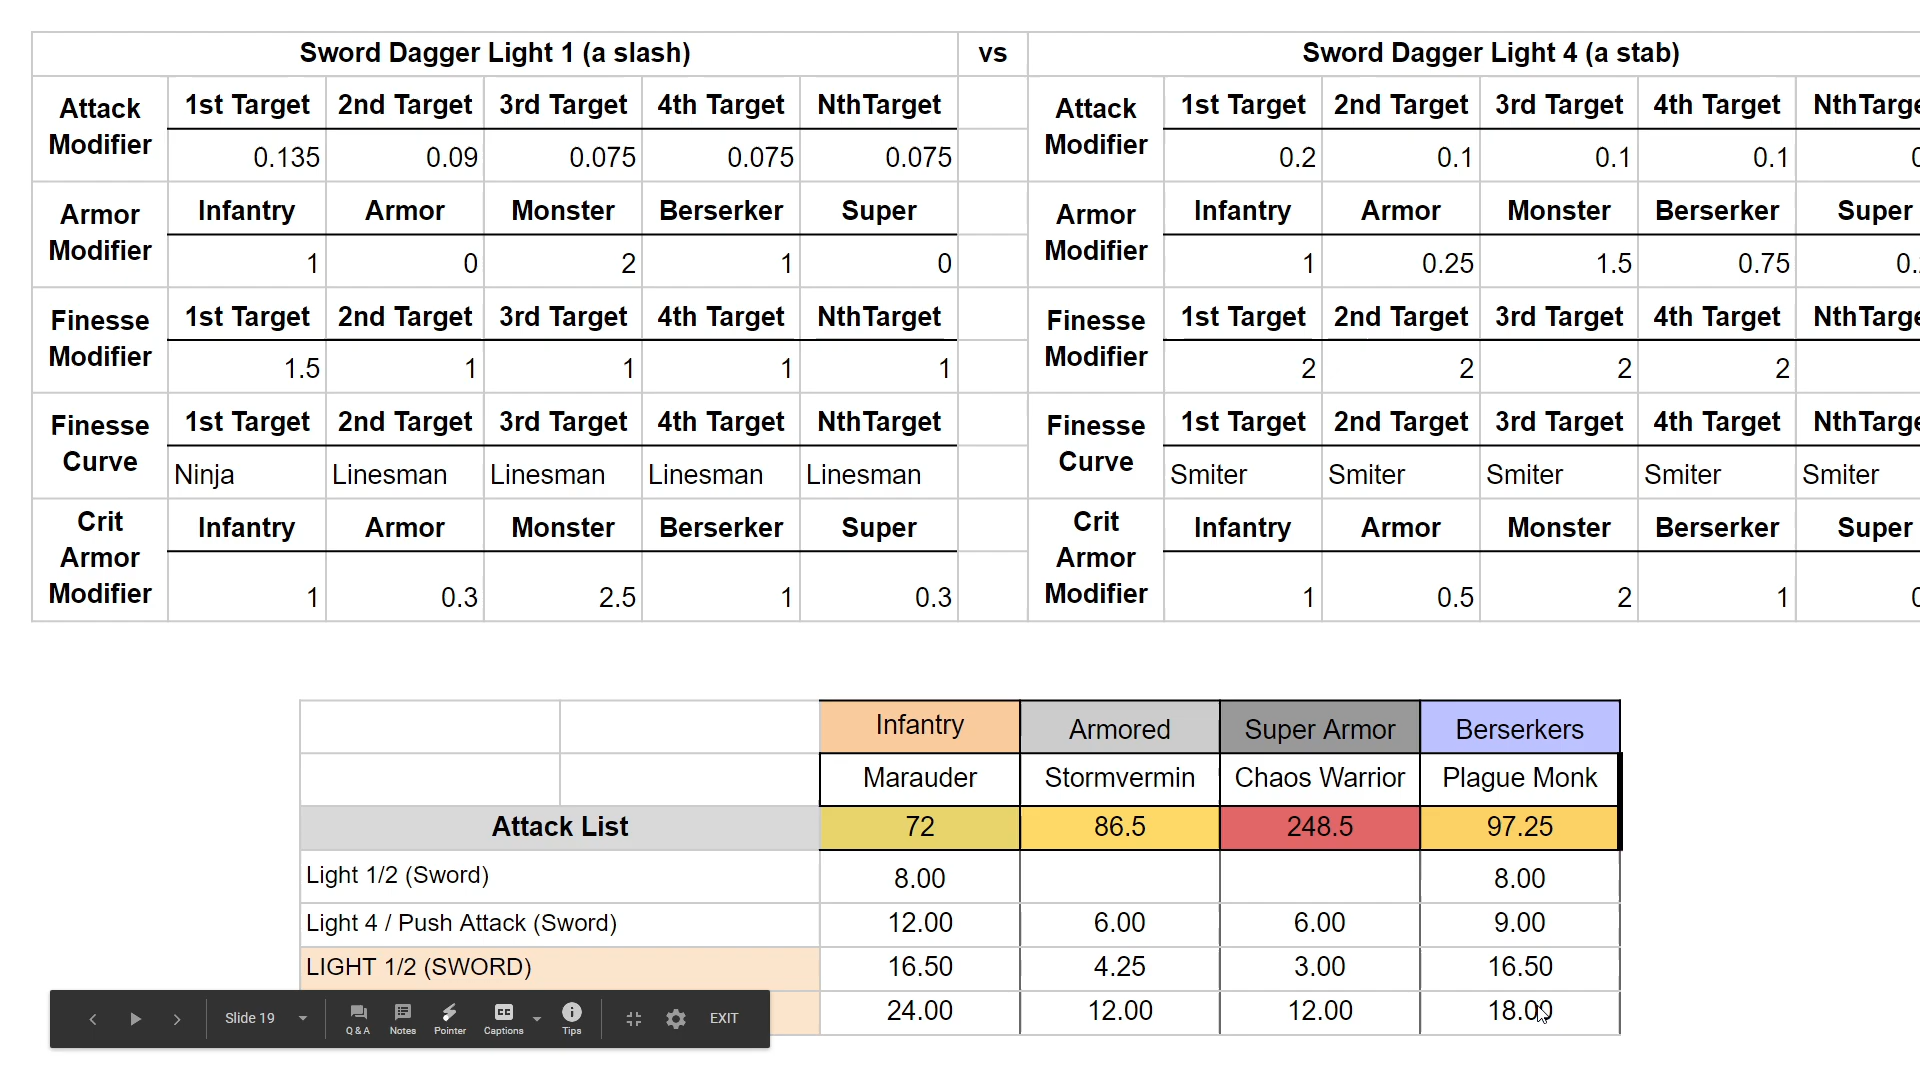 Sword Dagger Light 1 (a slash) vs Sword Dagger Light 4 (a stab)
Attack Modifier 1st Target 2nd Target 3rd Target 4th Target NthTarget Attack Modifier 1st Target 2nd Target 3rd Target 4th Target NthTarge
0.135 0.09 0.075 0.075 0.075 0.2 0.1 0.1 0.1
Armor Modifier Infantry Armor Monster Berserker Super Armor Modifier Infantry Armor Monster Berserker Super
1 0 2 1 0 1 0.25 1.5 0.75 0.
Finesse Modifier 1st Target 2nd Target 3rd Target 4th Target NthTarget Finesse Modifier 1st Target 2nd Target 3rd Target 4th Target NthTarge
1.5 1 1 1 1 2 2 2 2
Finesse Curve 1st Target 2nd Target 3rd Target 4th Target NthTarget Finesse Curve 1st Target 2nd Target 3rd Target 4th Target NthTarge
Ninja Linesman Linesman Linesman Linesman Smiter Smiter Smiter Smiter Smiter
Crit Armor Modifier Infantry Armor Monster Berserker Super Crit Armor Modifier Infantry Armor Monster Berserker Super
1 0.3 2.5 1 0.3 1 0.5 2 1
Infantry Armored Super Armor Berserkers
Marauder Stormvermin Chaos Warrior Plague Monk
Attack List 72 86.5 248.5 97.25
Light 1/2 (Sword) 8.00 8.00
Light 4 / Push Attack (Sword) 12.00 6.00 6.00 9.00
LIGHT 1/2 (SWORD) 16.50 4.25 3.00 16.50
24.00 12.00 12.00 18.00
Slide 19 Q & A Notes Pointer CC Captions Tips EXIT